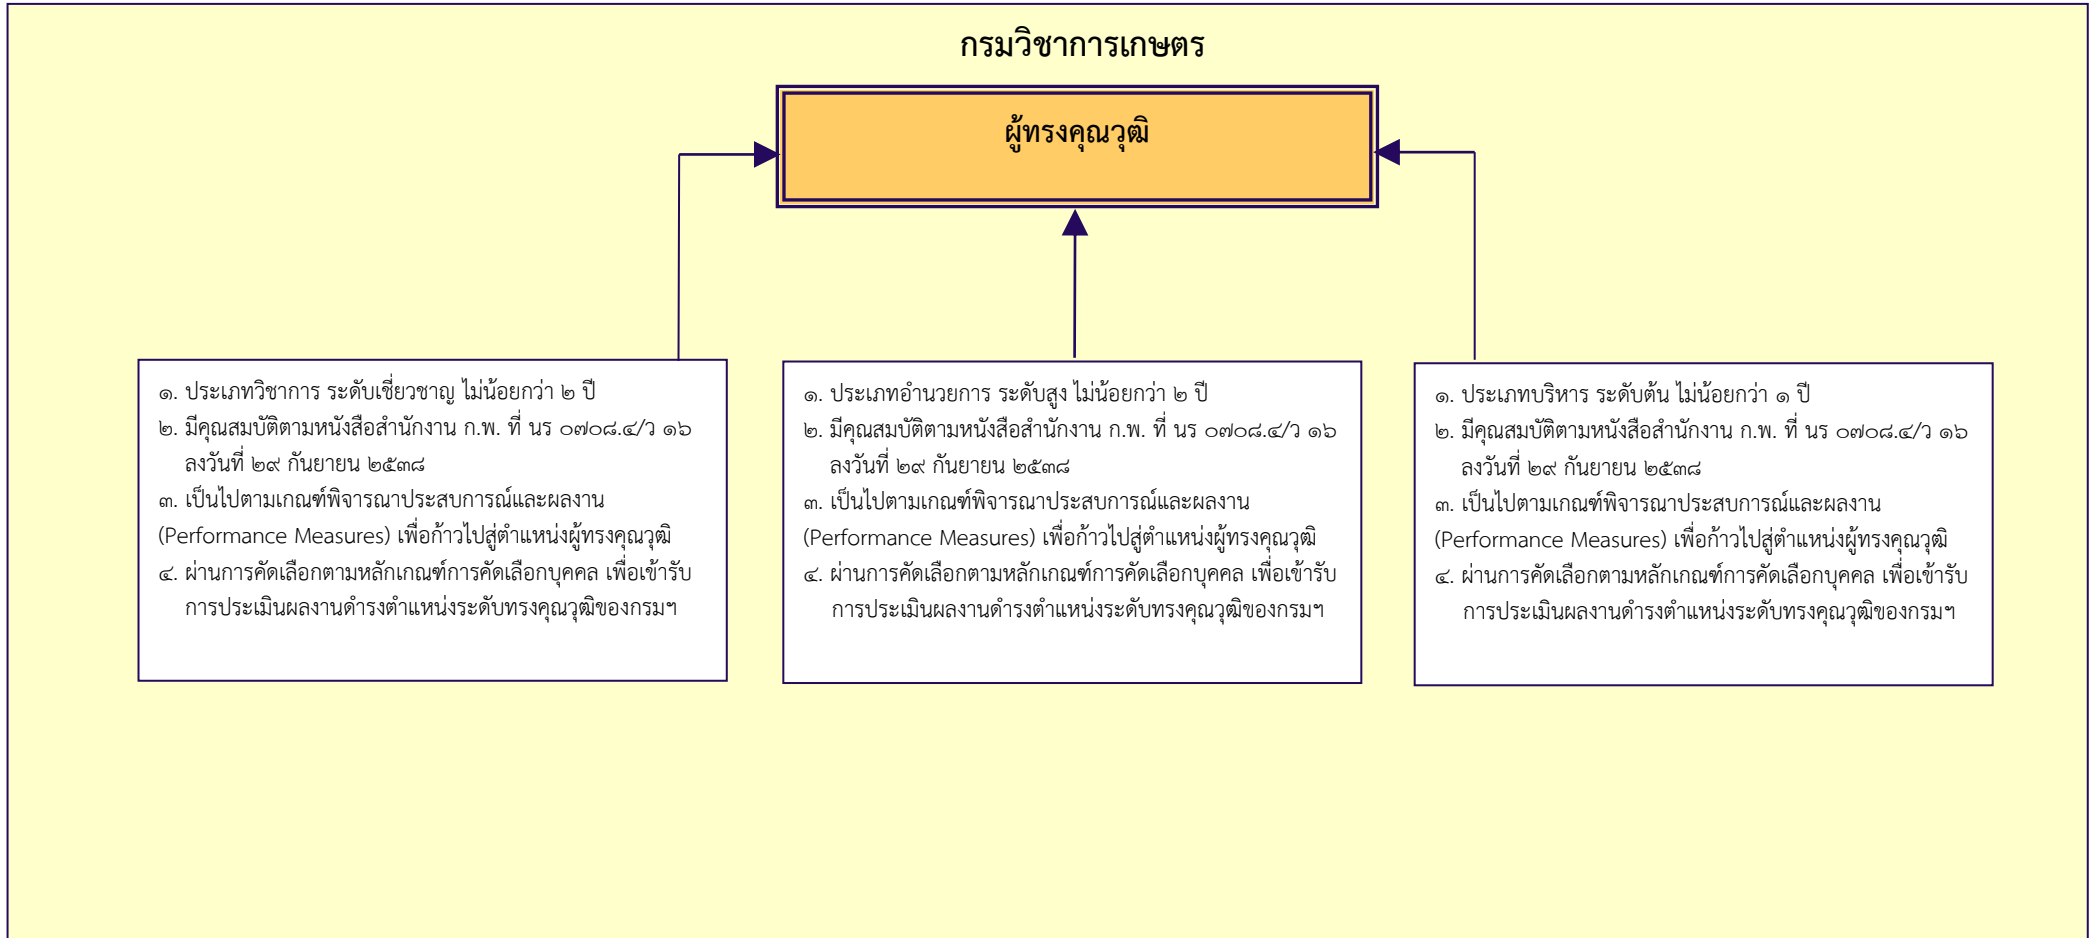 กรมวิชาการเกษตร
ผู้ทรงคุณวุฒิ
๑. ประเภทวิชาการ ระดับเชี่ยวชาญ ไม่น้อยกว่า ๒ ปี
๒. มีคุณสมบัติตามหนังสือสำนักงาน ก.พ. ที่ นร ๐๗๐๘.๔/ว ๑๖
ลงวันที่ ๒๙ กันยายน ๒๕๓๘
๓. เป็นไปตามเกณฑ์พิจารณาประสบการณ์และผลงาน
(Performance Measures) เพื่อก้าวไปสู่ตำแหน่งผู้ทรงคุณวุฒิ
๔. ผ่านการคัดเลือกตามหลักเกณฑ์การคัดเลือกบุคคล เพื่อเข้ารับ
การประเมินผลงานดำรงตำแหน่งระดับทรงคุณวุฒิของกรมฯ
๑. ประเภทอำนวยการ ระดับสูง ไม่น้อยกว่า ๒ ปี
๒. มีคุณสมบัติตามหนังสือสำนักงาน ก.พ. ที่ นร ๐๗๐๘.๔/ว ๑๖
ลงวันที่ ๒๙ กันยายน ๒๕๓๘
๓. เป็นไปตามเกณฑ์พิจารณาประสบการณ์และผลงาน
(Performance Measures) เพื่อก้าวไปสู่ตำแหน่งผู้ทรงคุณวุฒิ
๔. ผ่านการคัดเลือกตามหลักเกณฑ์การคัดเลือกบุคคล เพื่อเข้ารับ
การประเมินผลงานดำรงตำแหน่งระดับทรงคุณวุฒิของกรมฯ
๑. ประเภทบริหาร ระดับต้น ไม่น้อยกว่า ๑ ปี
๒. มีคุณสมบัติตามหนังสือสำนักงาน ก.พ. ที่ นร ๐๗๐๘.๔/ว ๑๖
ลงวันที่ ๒๙ กันยายน ๒๕๓๘
๓. เป็นไปตามเกณฑ์พิจารณาประสบการณ์และผลงาน
(Performance Measures) เพื่อก้าวไปสู่ตำแหน่งผู้ทรงคุณวุฒิ
๔. ผ่านการคัดเลือกตามหลักเกณฑ์การคัดเลือกบุคคล เพื่อเข้ารับ
การประเมินผลงานดำรงตำแหน่งระดับทรงคุณวุฒิของกรมฯ